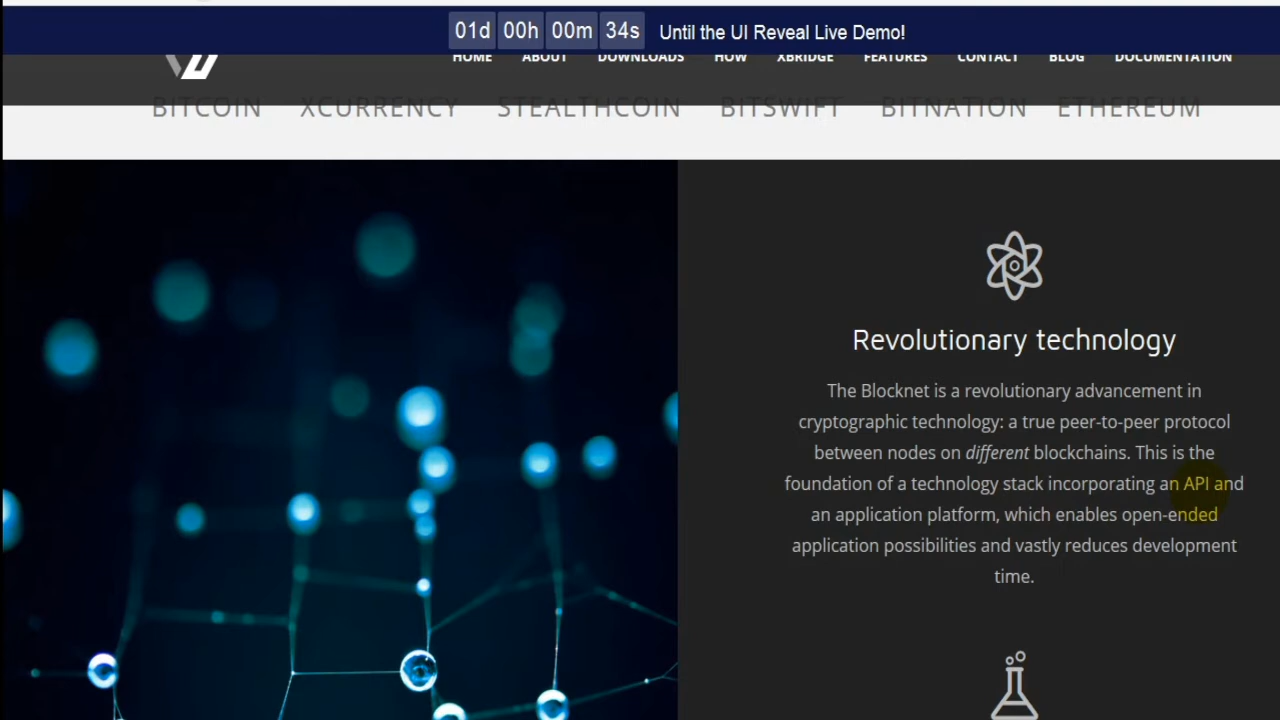 01d 00h 00m 34s Until the UI Reveal Live Demo!
HOME ABOUT DOWNLOADS HOW XBRIDGE FEATURES CONTACT BLOG DOCUMENTATION
BITCOIN XCURRENCY STEALTHCOIN BITSWIFT BITNATION ETHEREUM
Revolutionary technology
The Blocknet is a revolutionary advancement in
cryptographic technology: a true peer-to-peer protocol
between nodes on different blockchains. This is the
foundation of a technology stack incorporating an API and
an application platform, which enables open-ended
application possibilities and vastly reduces development
time.